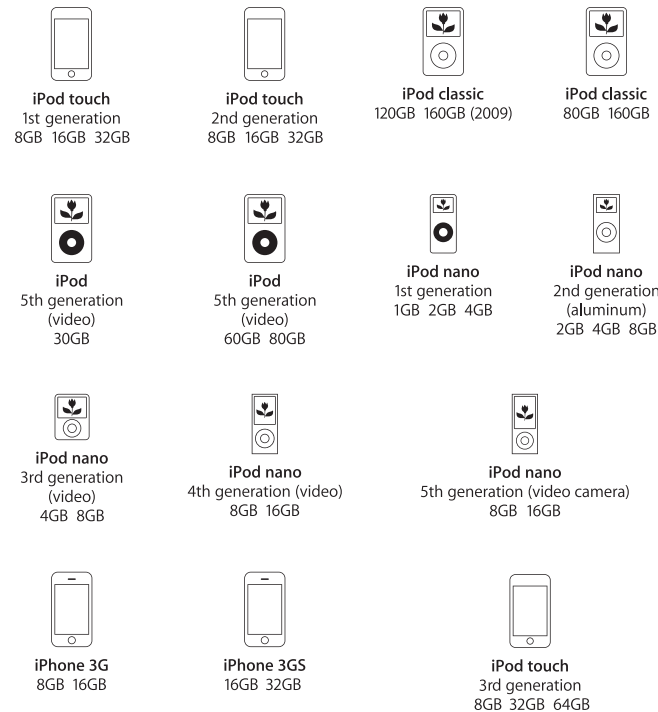 iPod touch
1st generation
8GB 16GB 32GB
iPod touch
2nd generation
8GB 16GB 32GB
iPod classic
120GB 160GB (2009)
iPod classic
80GB 160GB
iPod
5th generation
(video)
30GB
iPod
5th generation
(video)
60GB 80GB
iPod nano
1st generation
1GB 2GB 4GB
iPod nano
2nd generation
(aluminum)
2GB 4GB 8GB
iPod nano
3rd generation
(video)
4GB 8GB
iPod nano
4th generation (video)
8GB 16GB
iPod nano
5th generation (video camera)
8GB 16GB
iPhone 3G
8GB 16GB
iPhone 3GS
16GB 32GB
iPod touch
3rd generation
8GB 32GB 64GB